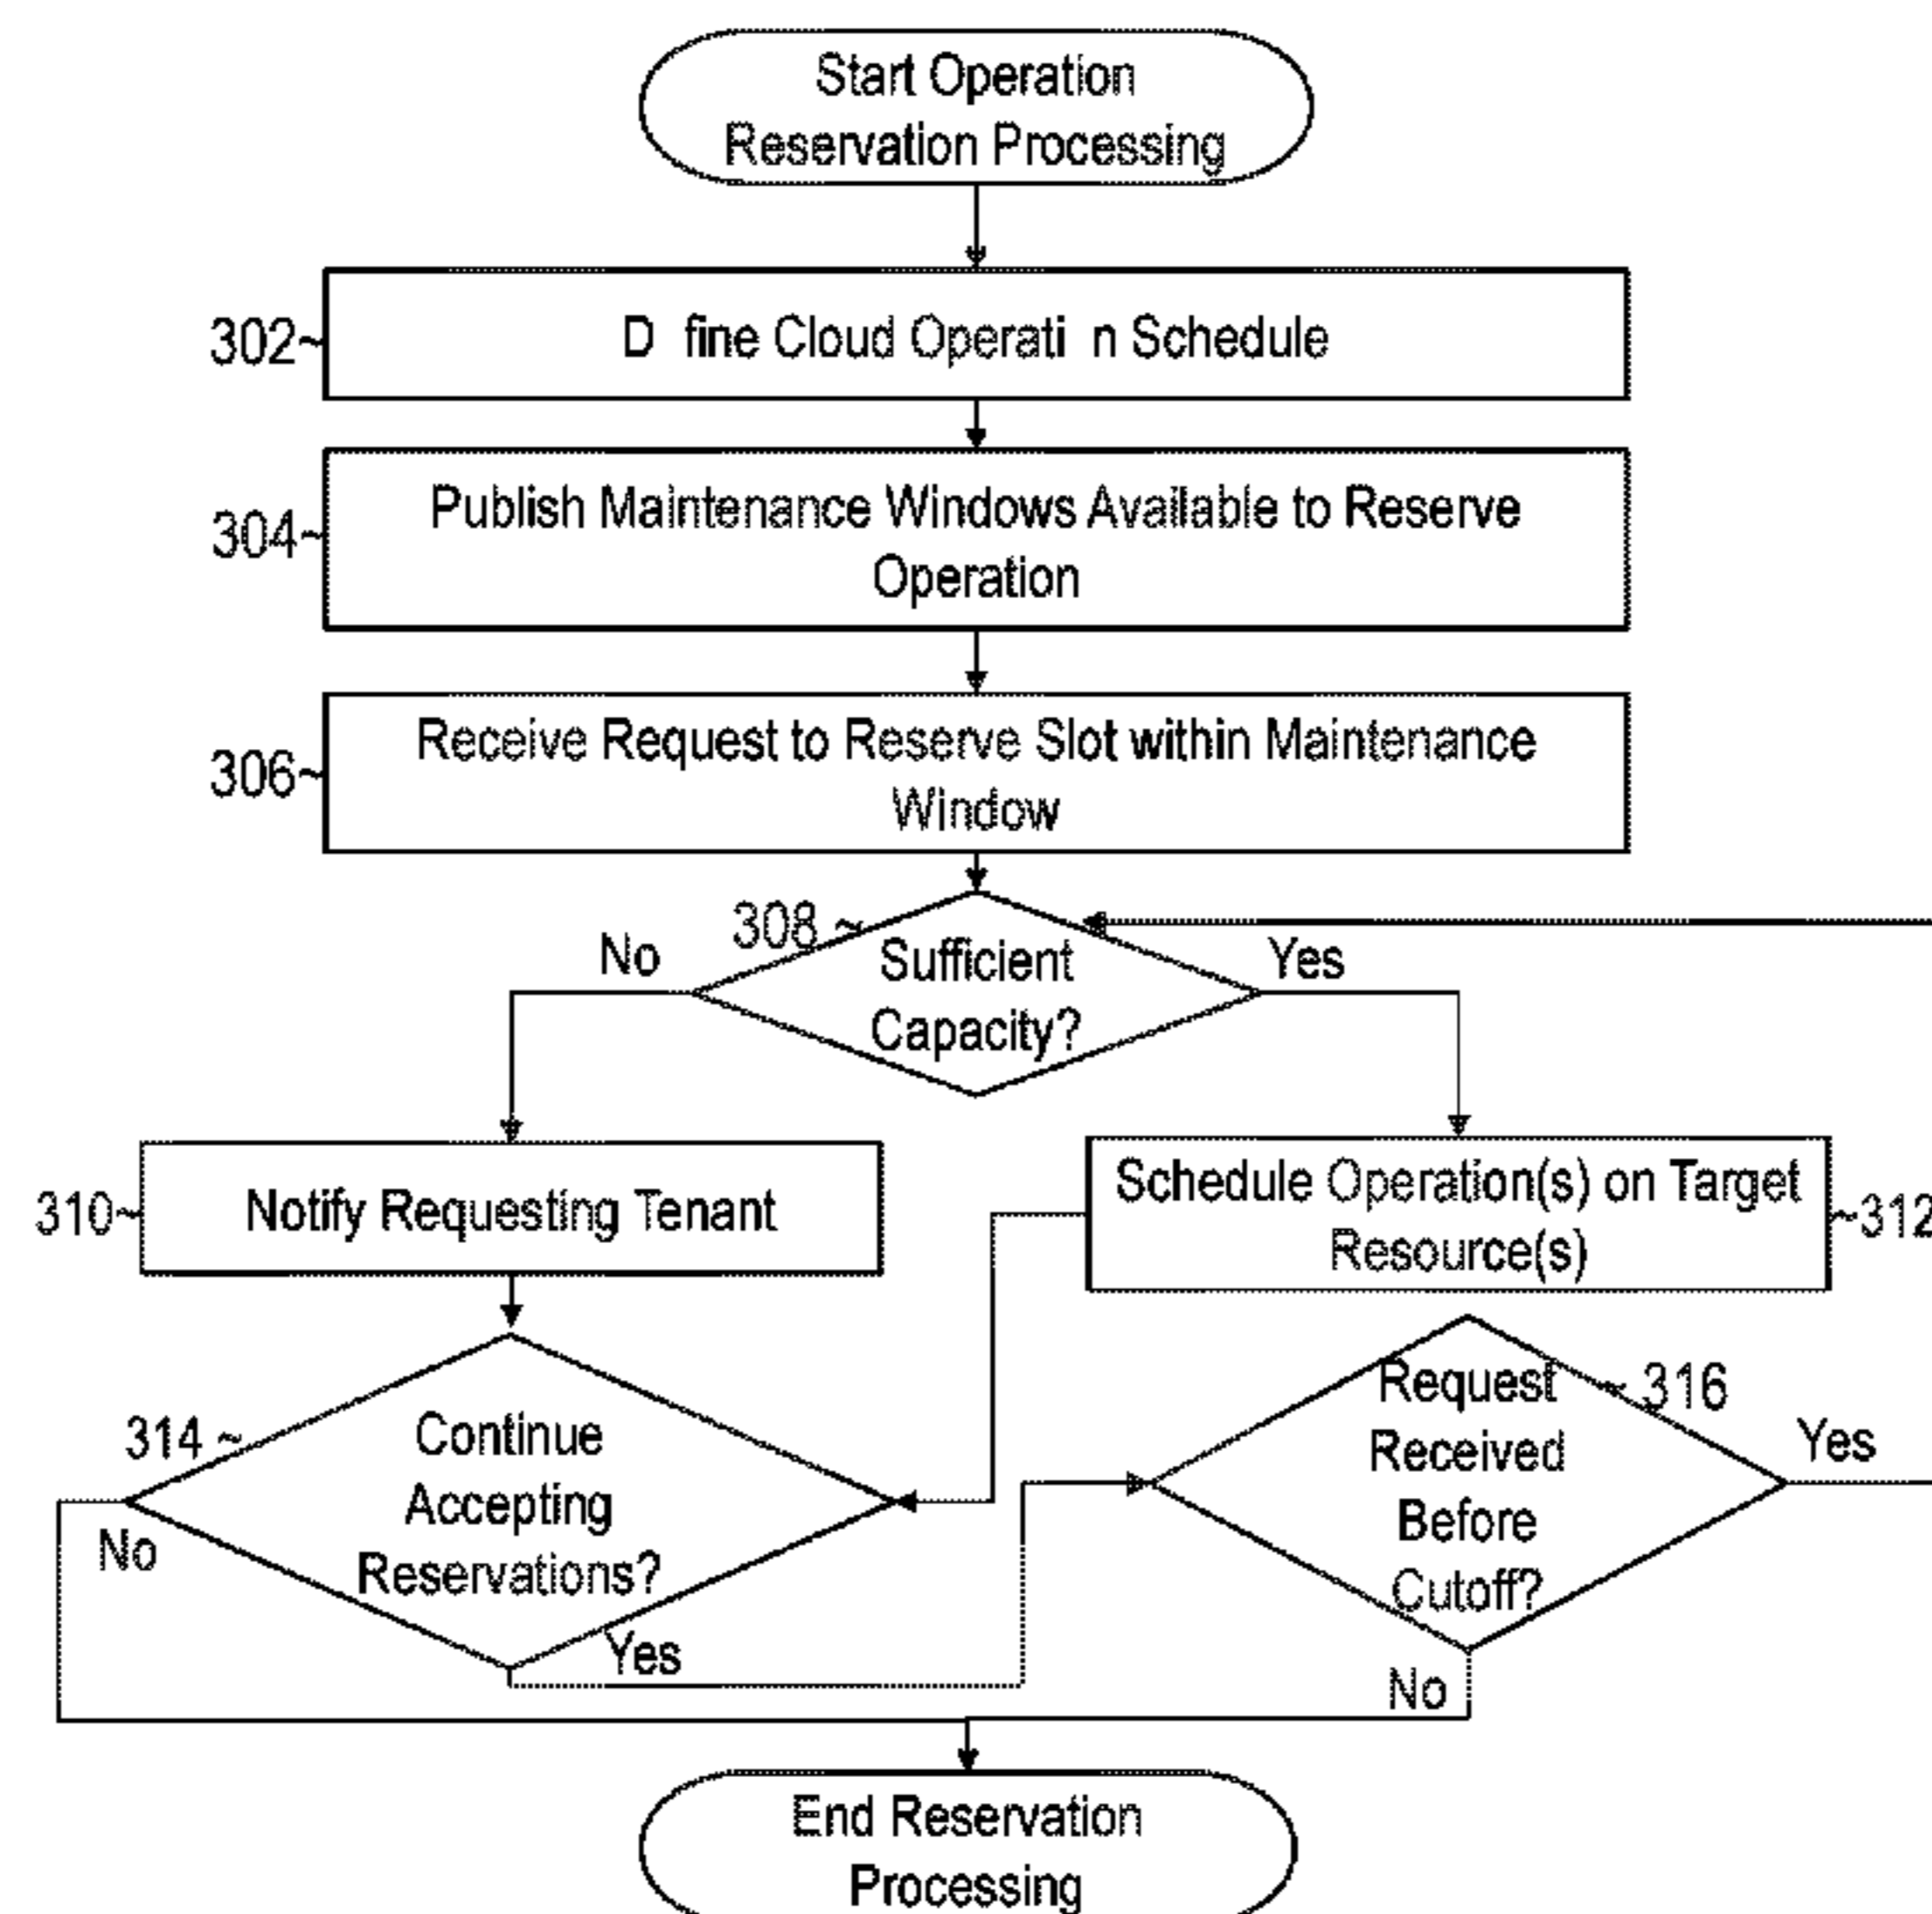 Start Operation
Reservation Processing
302~
D fine Cloud Operati n Schedule
304~
Publish Maintenance Windows Available to Reserve
Operation
306~
Receive Request to Reserve Slot within Maintenance
Window
308 ~
No
Sufficient
Capacity?
Yes
310~
Notify Requesting Tenant
Schedule Operation(s) on Target
Resource(s)
~312
314 ~
Continue
Accepting
Reservations?
No
Yes
Request
Received
Before
Cutoff?
~ 316
Yes
No
End Reservation
Processing